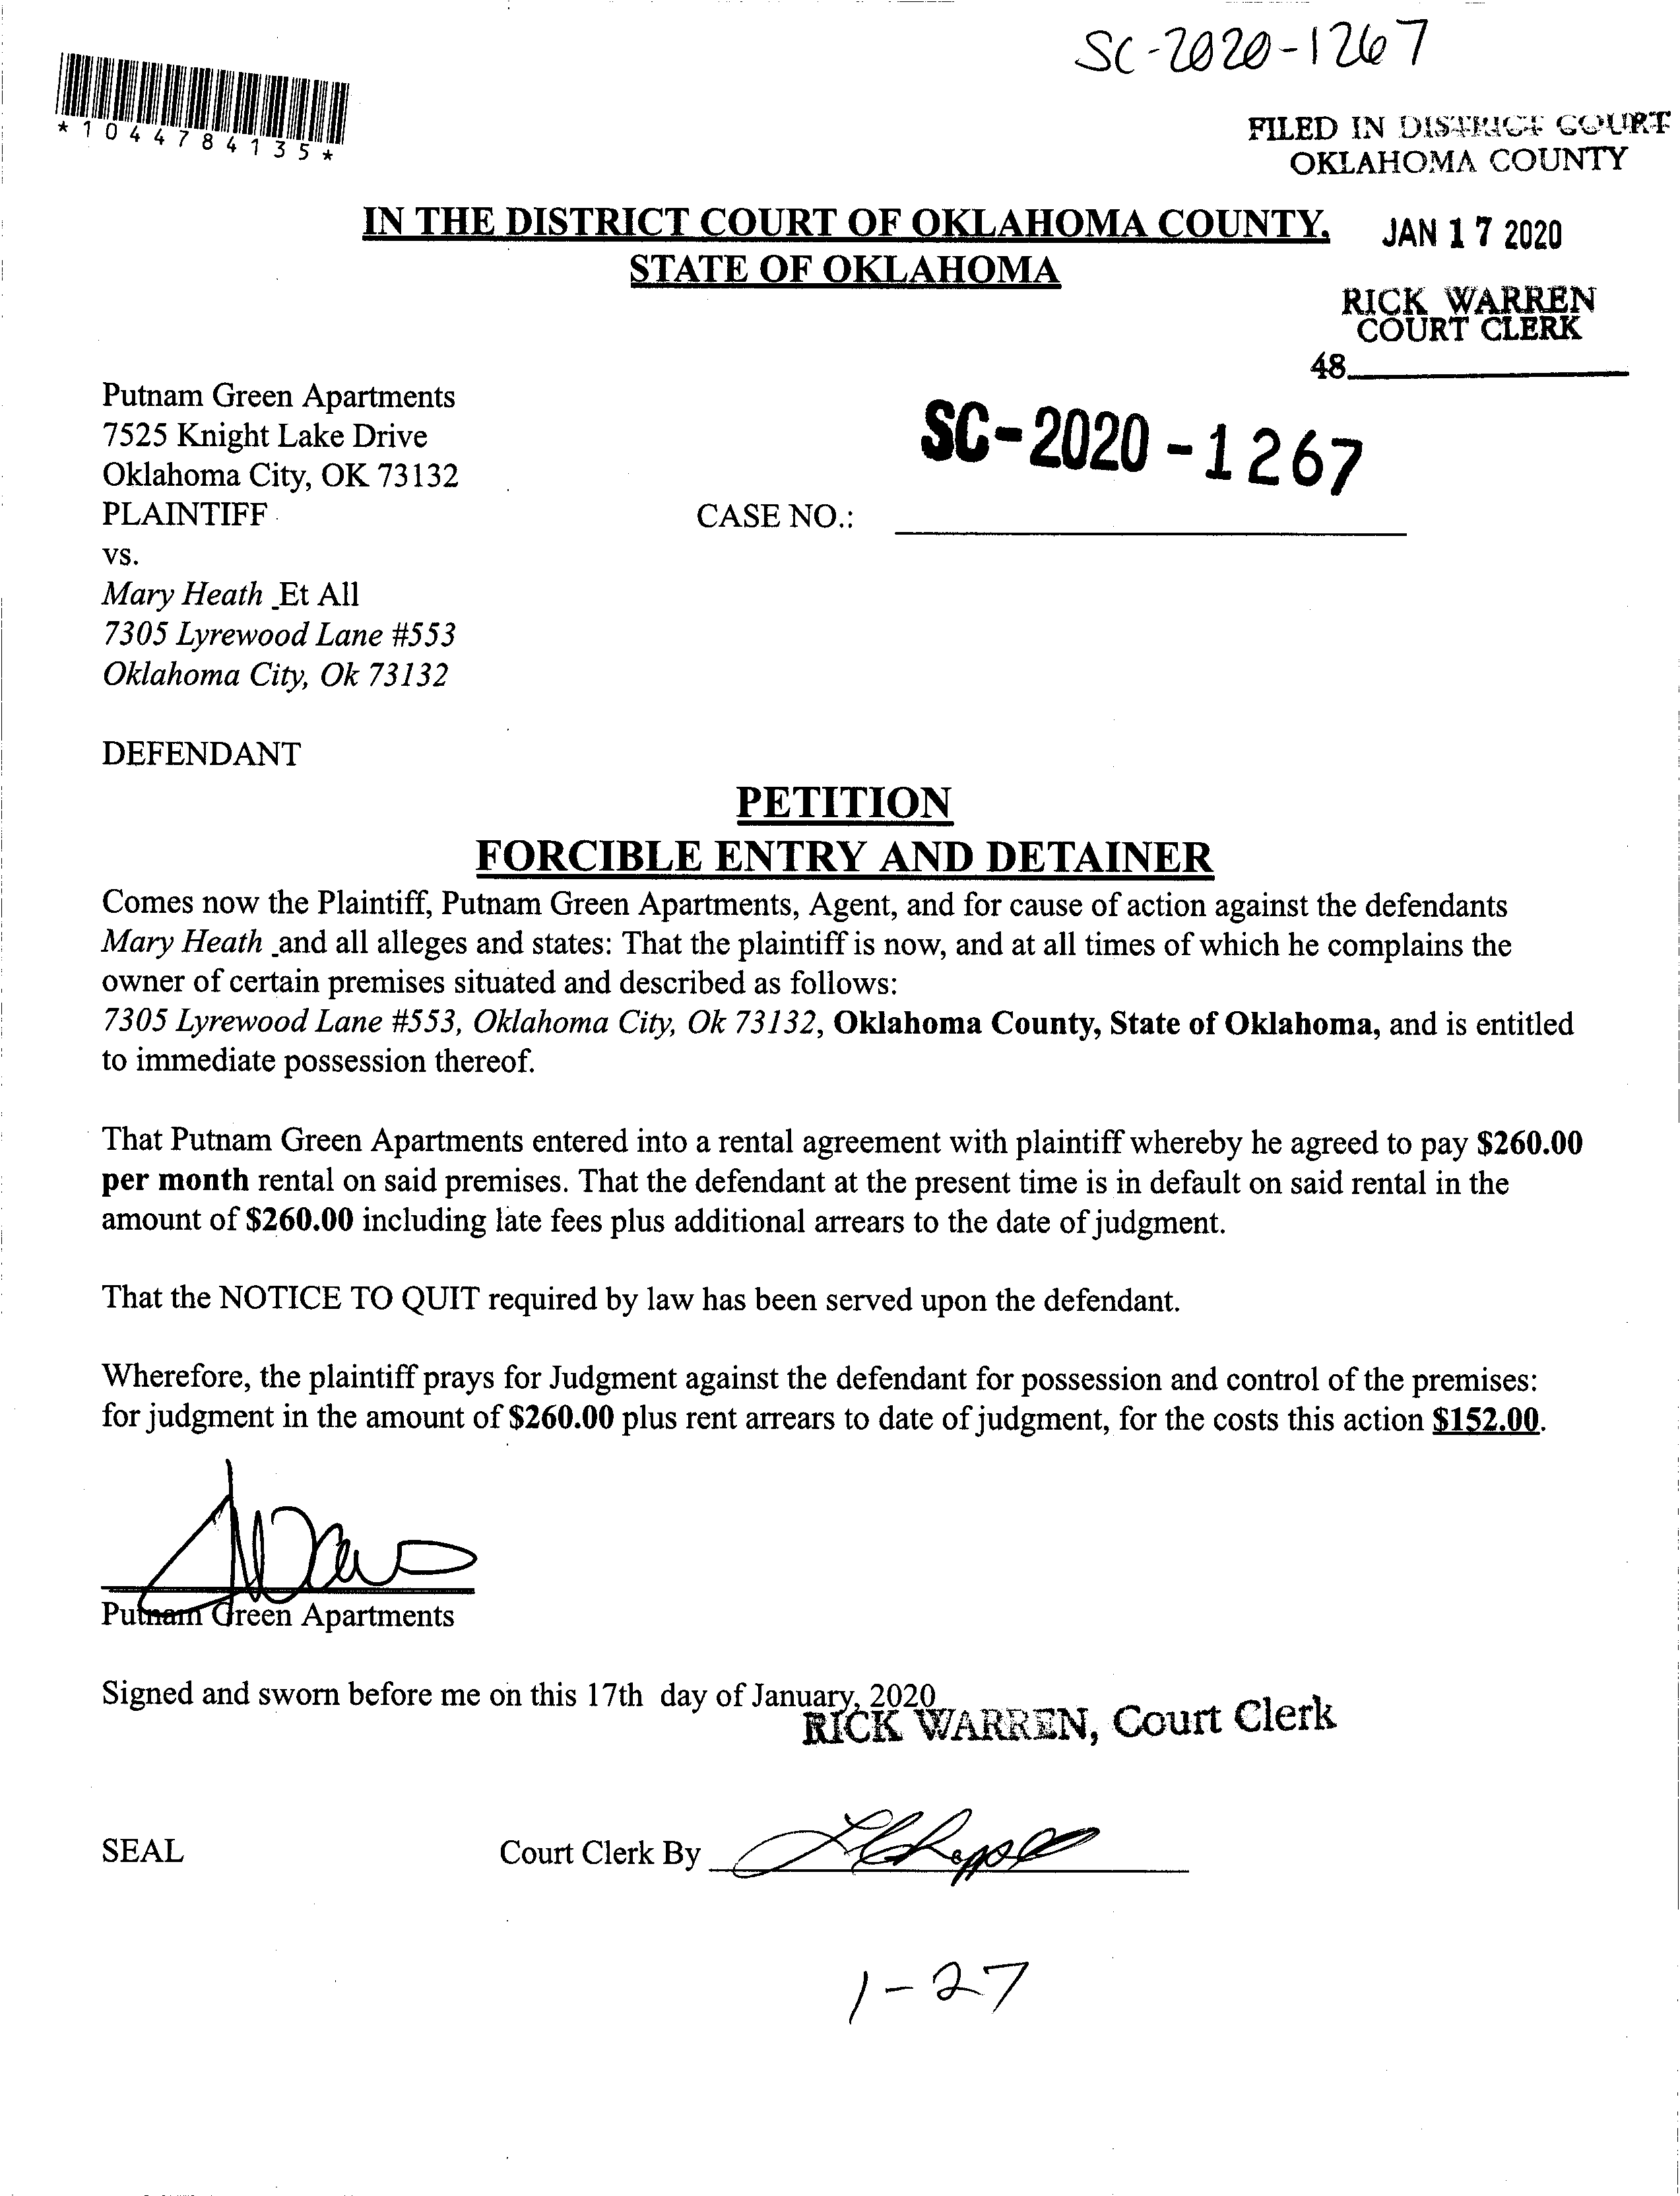 SC-2020-1267
*1044784135*
FILED IN DISTRICT COURT
OKLAHOMA COUNTY
IN THE DISTRICT COURT OF OKLAHOMA COUNTY,
STATE OF OKLAHOMA
JAN 17 2020
RICK WARREN
COURT CLERK
48
Putnam Green Apartments
7525 Knight Lake Drive
Oklahoma City, OK 73132
PLAINTIFF
SC-2020-1267
CASE NO.:
vs.
Mary Heath _Et All
7305 Lyrewood Lane #553
Oklahoma City, Ok 73132
DEFENDANT
PETITION
FORCIBLE ENTRY AND DETAINER
Comes now the Plaintiff, Putnam Green Apartments, Agent, and for cause of action against the defendants
Mary Heath _and all alleges and states: That the plaintiff is now, and at all times of which he complains the
owner of certain premises situated and described as follows:
7305 Lyrewood Lane #553, Oklahoma City, Ok 73132, Oklahoma County, State of Oklahoma, and is entitled
to immediate possession thereof.
That Putnam Green Apartments entered into a rental agreement with plaintiff whereby he agreed to pay $260.00
per month rental on said premises. That the defendant at the present time is in default on said rental in the
amount of $260.00 including late fees plus additional arrears to the date of judgment.
That the NOTICE TO QUIT required by law has been served upon the defendant.
Wherefore, the plaintiff prays for Judgment against the defendant for possession and control of the premises:
for judgment in the amount of $260.00 plus rent arrears to date of judgment, for the costs this action $152.00.
Putnam Green Apartments
Signed and sworn before me on this 17th day of January, 2020
RICK WARREN, Court Clerk
SEAL
Court Clerk By
1-27